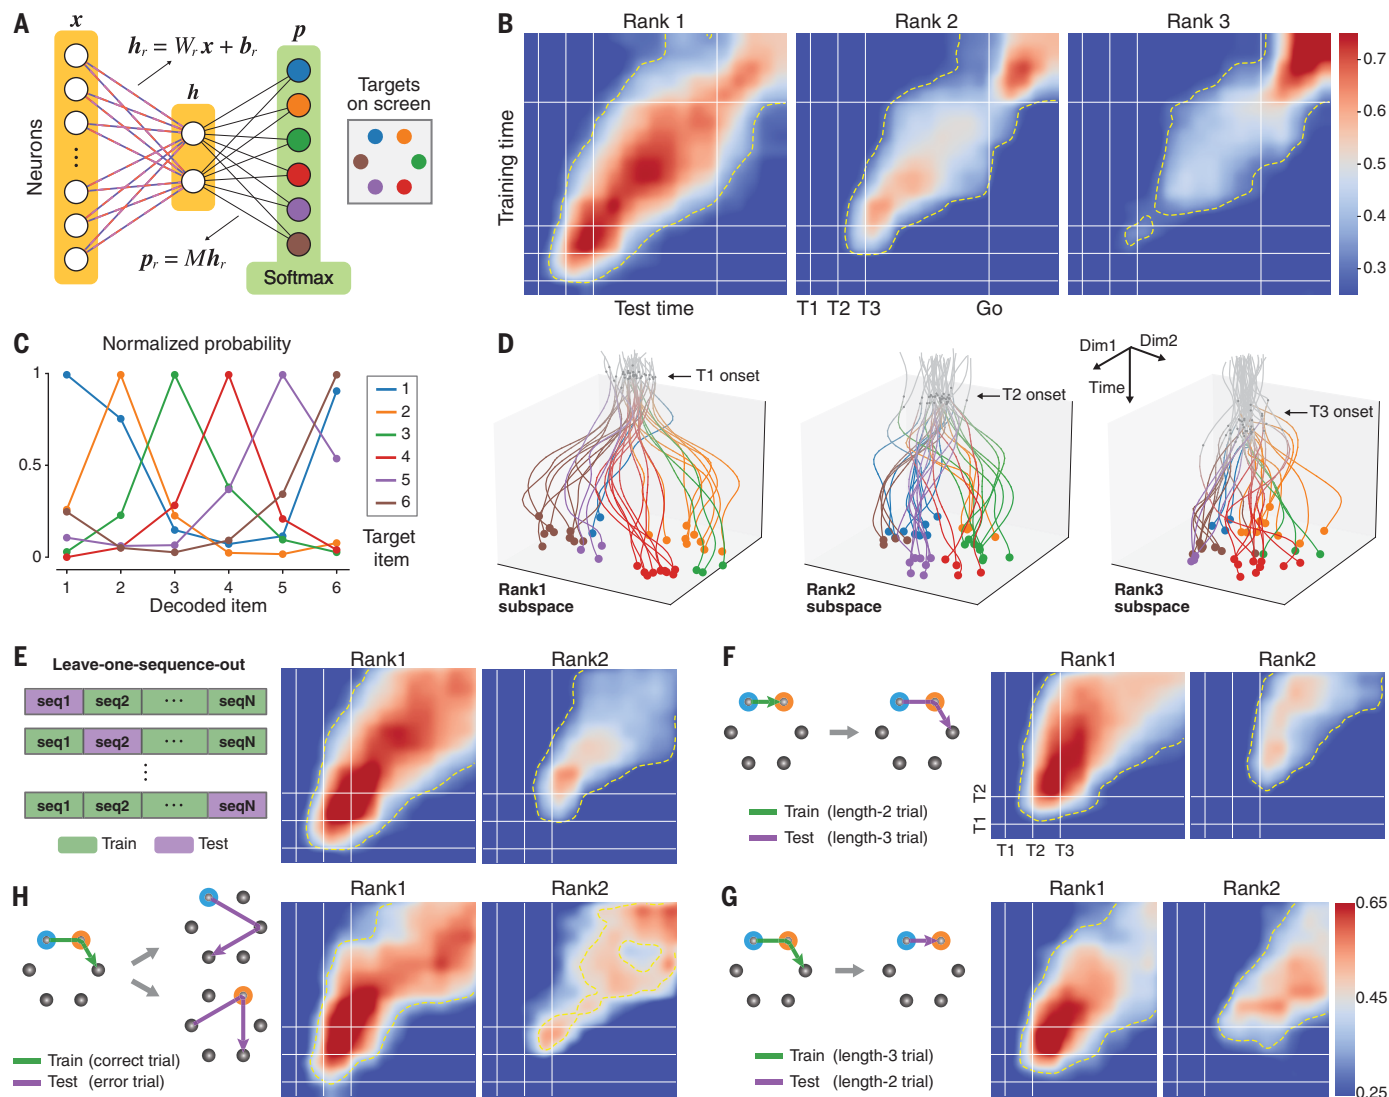 A
x
h_r = W_r x + b_r
h
p
Neurons
p_r = Mh_r
Softmax
Targets
on screen
B
Rank 1
Rank 2
Rank 3
Training time
Test time
T1 T2 T3
Go
0.7
0.6
0.5
0.4
0.3
C
Normalized probability
1
0.5
0
1 2 3 4 5 6
Decoded item
1
2
3
4
5
6
Target
item
D
T1 onset
Rank1
subspace
T2 onset
Rank2
subspace
Dim1
Dim2
Time
T3 onset
Rank3
subspace
E
Leave-one-sequence-out
seq1 seq2 ··· seqN
seq1 seq2 ··· seqN
seq1 seq2 ··· seqN
Train Test
Rank1
Rank2
F
Train (length-2 trial)
Test (length-3 trial)
Rank1
Rank2
T2
T1
T1 T2 T3
H
Train (correct trial)
Test (error trial)
Rank1
Rank2
G
Train (length-3 trial)
Test (length-2 trial)
Rank1
Rank2
0.65
0.45
0.25